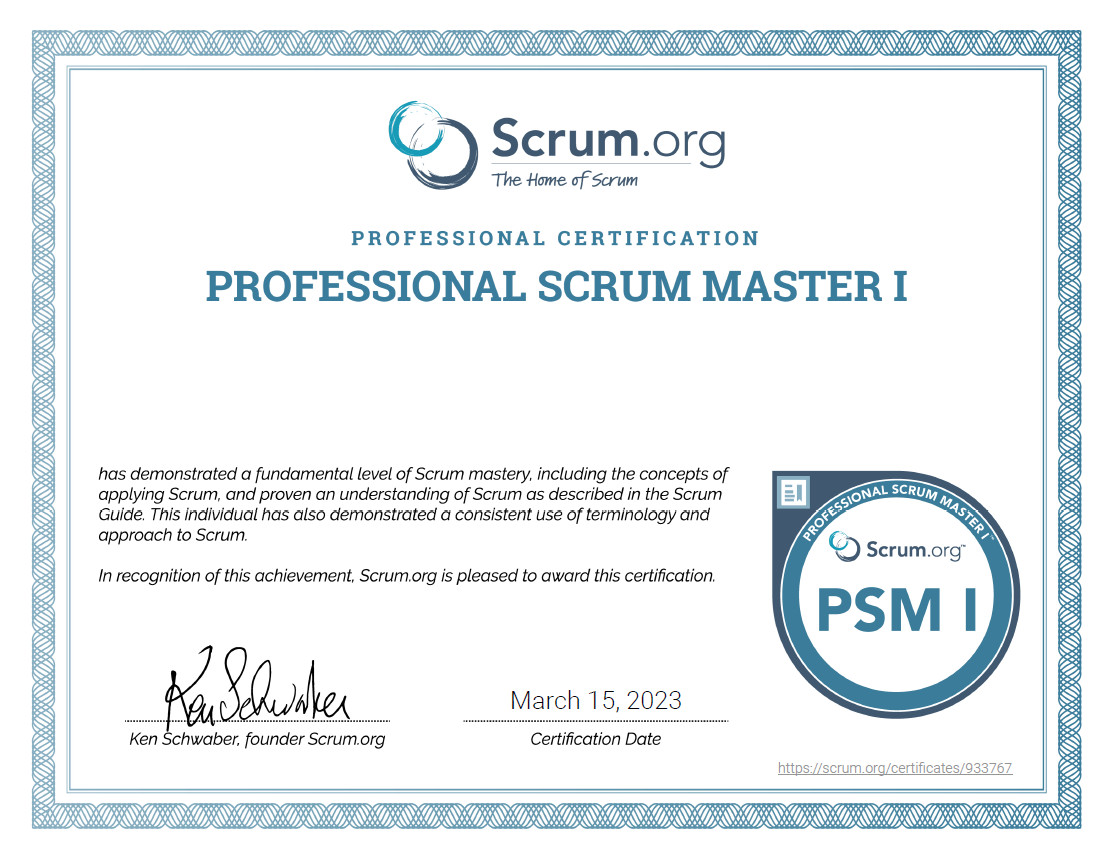 Scrum.org
The Home of Scrum
PROFESSIONAL CERTIFICATION
PROFESSIONAL SCRUM MASTER I
has demonstrated a fundamental level of Scrum mastery, including the concepts of
applying Scrum, and proven an understanding of Scrum as described in the Scrum
Guide. This individual has also demonstrated a consistent use of terminology and
approach to Scrum.
In recognition of this achievement, Scrum.org is pleased to award this certification.
PROFESSIONAL SCRUM MASTER I™
Scrum.org™
PSM I
Ken Schwaber
March 15, 2023
Ken Schwaber, founder Scrum.org
Certification Date
https://scrum.org/certificates/933767